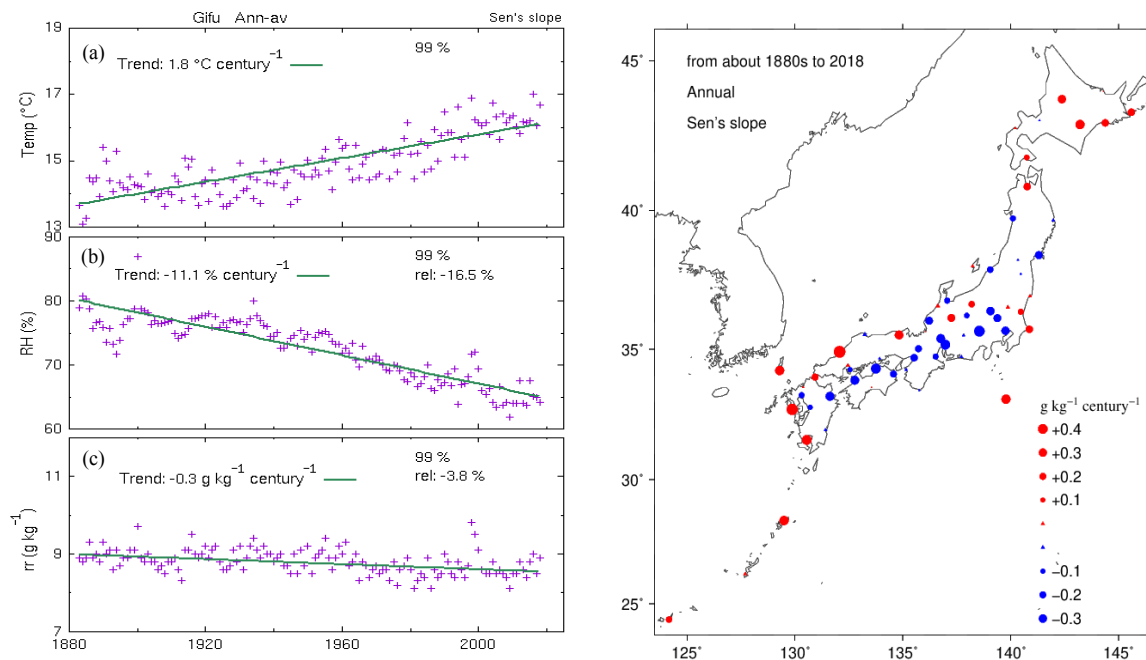 Gifu Ann-av Sen's slope
19
17
15
13
Temp (°C)
(a)
99 %
Trend: 1.8 °C century⁻¹
90
80
70
60
RH (%)
(b)
99 %
Trend: -11.1 % century⁻¹
rel: -16.5 %
11
9
7
rr (g kg⁻¹)
(c)
99 %
Trend: -0.3 g kg⁻¹ century⁻¹
rel: -3.8 %
1880 1920 1960 2000
from about 1880s to 2018
Annual
Sen's slope
45°
40°
35°
30°
25°
g kg⁻¹ century⁻¹
+0.4
+0.3
+0.2
+0.1
−0.1
−0.2
−0.3
125° 130° 135° 140° 145°